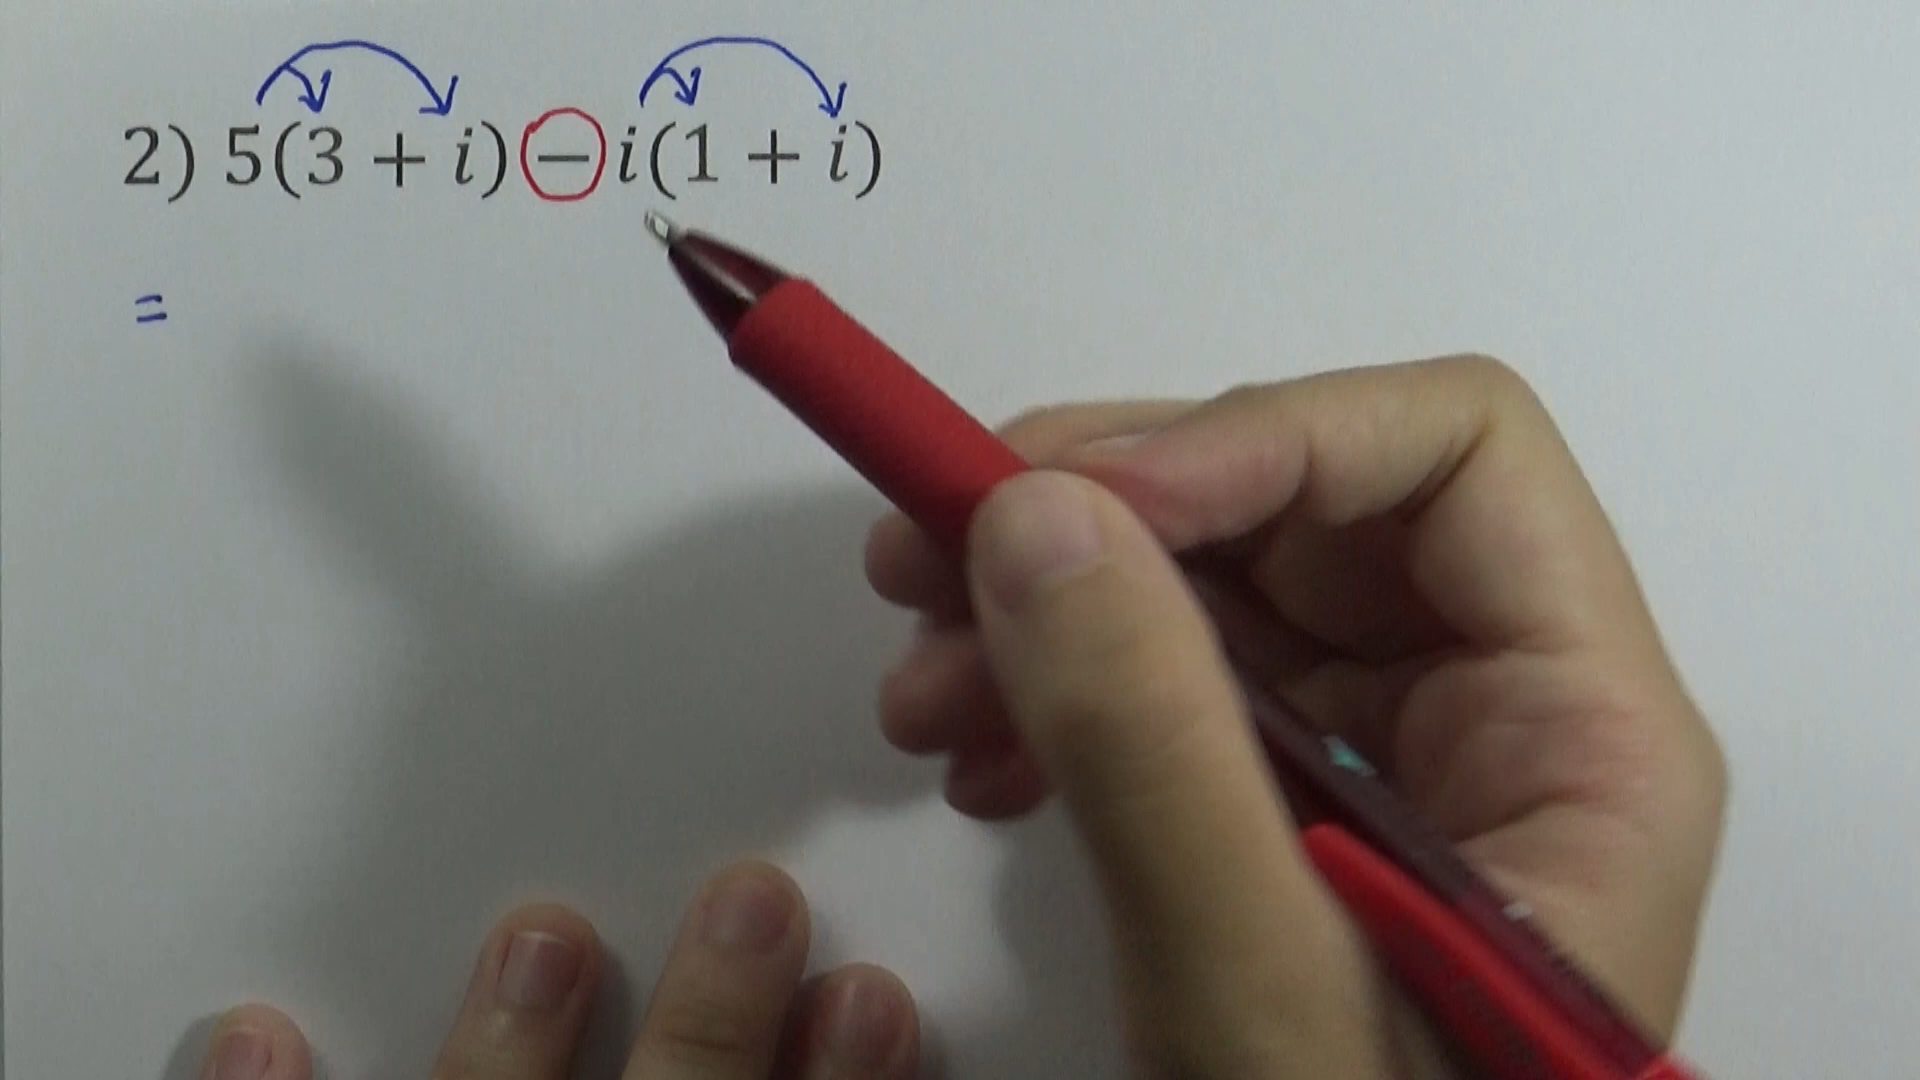 2) 5(3 + i) − i(1 + i)
=